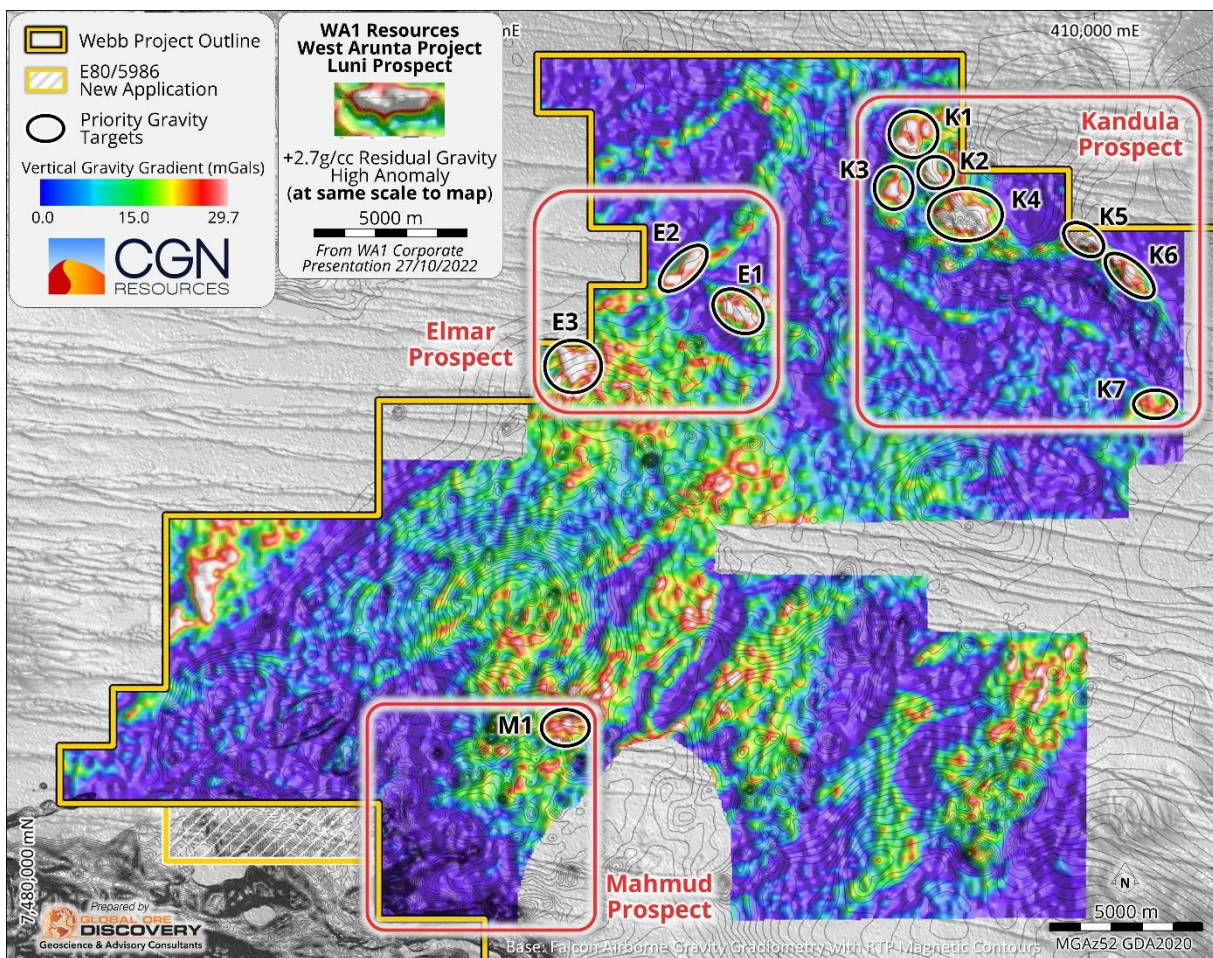 Webb Project Outline
E80/5986
New Application
Priority Gravity
Targets
Vertical Gravity Gradient (mGals)
0.0 15.0 29.7
CGN
RESOURCES
WA1 Resources
West Arunta Project
Luni Prospect
+2.7g/cc Residual Gravity
High Anomaly
(at same scale to map)
5000 m
From WA1 Corporate
Presentation 27/10/2022
mE
410,000 mE
Kandula
Prospect
K1
K2
K3
K4
K5
K6
K7
E2
E1
E3
Elmar
Prospect
M1
Mahmud
Prospect
7,480,000 mN
Prepared by
GLOBAL ORE
DISCOVERY
Geoscience & Advisory Consultants
N
5000 m
MGAz52 GDA2020
Base: Falcon Airborne Gravity Gradiometry with RTP Magnetic Contours